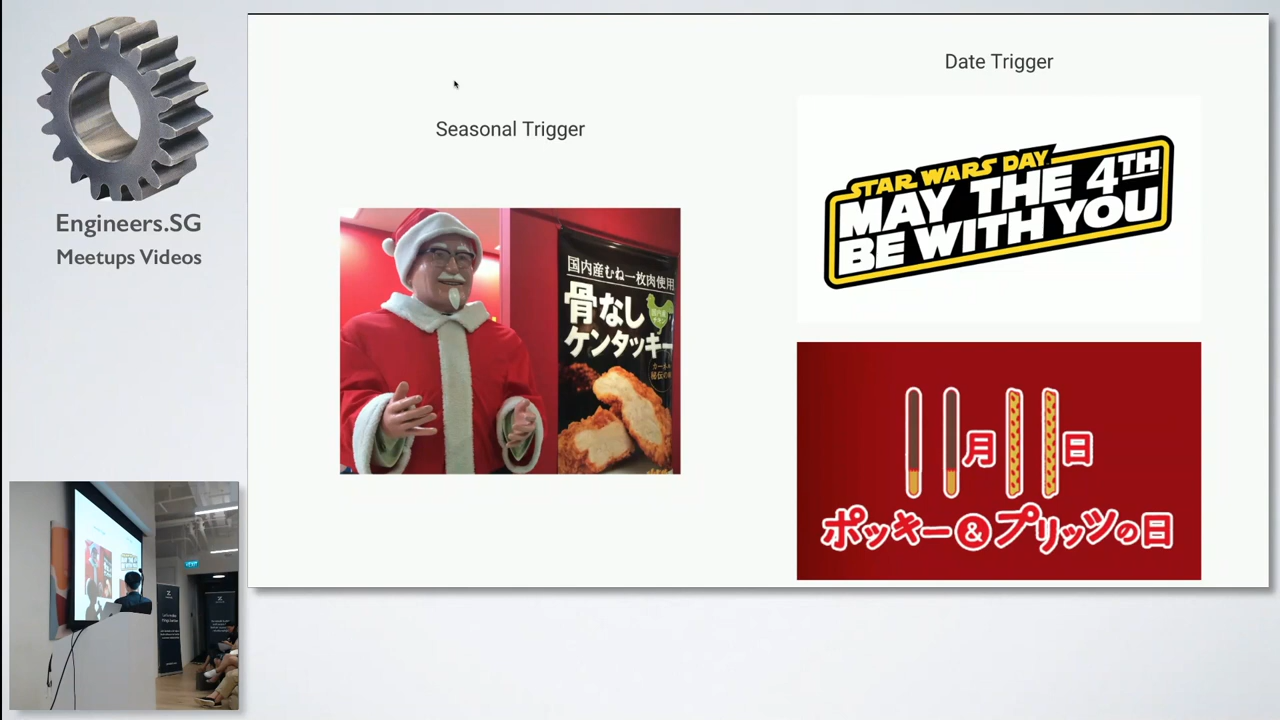 Engineers.SG
Meetups Videos
Seasonal Trigger
Date Trigger
国内産むね一枚肉使用
骨なし
ケンタッキー
STAR WARS DAY
MAY THE 4TH
BE WITH YOU
11月11日
ポッキー&プリッツの日